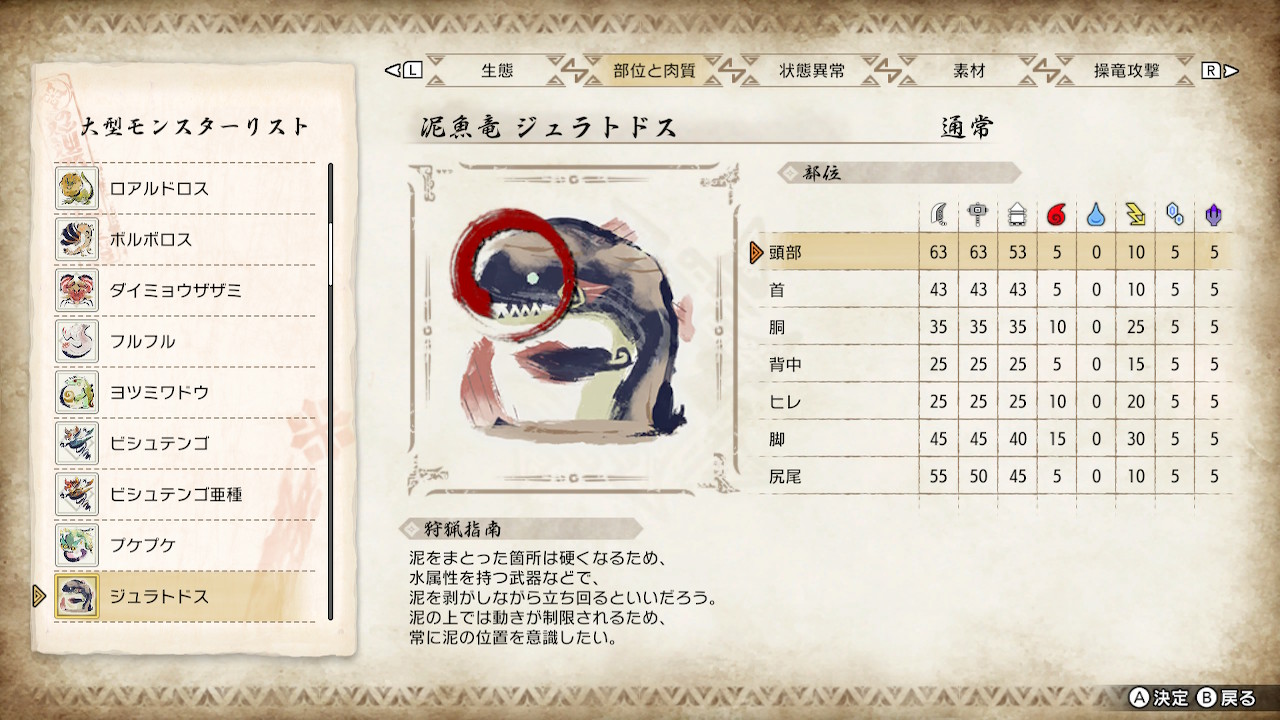 L
生態
部位と肉質
状態異常
素材
操竜攻撃
R
大型モンスターリスト
ロアルドロス
ボルボロス
ダイミョウザザミ
フルフル
ヨツミワドウ
ビシュテンゴ
ビシュテンゴ亜種
プケプケ
ジュラトドス
泥魚竜 ジュラトドス 通常
部位
頭部 63 63 53 5 0 10 5 5
首 43 43 43 5 0 10 5 5
胴 35 35 35 10 0 25 5 5
背中 25 25 25 5 0 15 5 5
ヒレ 25 25 25 10 0 20 5 5
脚 45 45 40 15 0 30 5 5
尻尾 55 50 45 5 0 10 5 5
狩猟指南
泥をまとった箇所は硬くなるため、
水属性を持つ武器などで、
泥を剥がしながら立ち回るといいだろう。
泥の上では動きが制限されるため、
常に泥の位置を意識したい。
A 決定 B 戻る